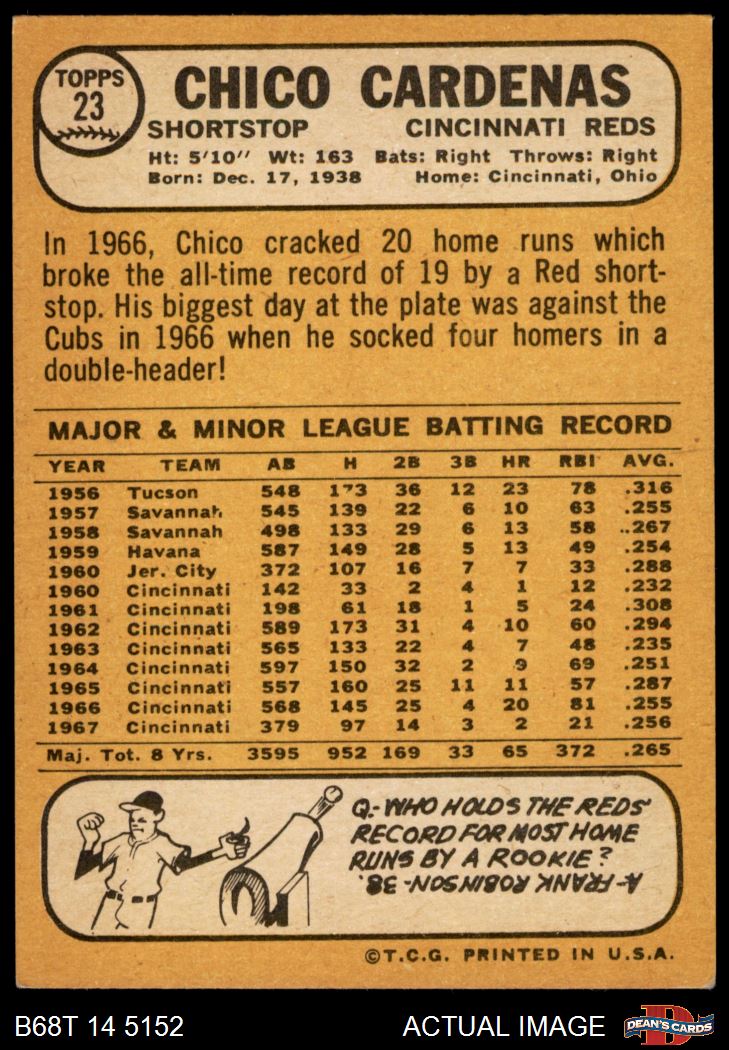 TOPPS
23
CHICO CARDENAS
SHORTSTOP CINCINNATI REDS
Ht: 5'10" Wt: 163 Bats: Right Throws: Right
Born: Dec. 17, 1938 Home: Cincinnati, Ohio
In 1966, Chico cracked 20 home runs which
broke the all-time record of 19 by a Red short-
stop. His biggest day at the plate was against the
Cubs in 1966 when he socked four homers in a
double-header!
MAJOR & MINOR LEAGUE BATTING RECORD
YEAR TEAM AB H 2B 3B HR RBI AVG.
1956 Tucson 548 173 36 12 23 78 .316
1957 Savannah 545 139 22 6 10 63 .255
1958 Savannah 498 133 29 6 13 58 .267
1959 Havana 587 149 28 5 13 49 .254
1960 Jer. City 372 107 16 7 7 33 .288
1960 Cincinnati 142 33 2 4 1 12 .232
1961 Cincinnati 198 61 18 1 5 24 .308
1962 Cincinnati 589 173 31 4 10 60 .294
1963 Cincinnati 565 133 22 4 7 48 .235
1964 Cincinnati 597 150 32 2 9 69 .251
1965 Cincinnati 557 160 25 11 11 57 .287
1966 Cincinnati 568 145 25 4 20 81 .255
1967 Cincinnati 379 97 14 3 2 21 .256
Maj. Tot. 8 Yrs. 3595 952 169 33 65 372 .265
Q.-WHO HOLDS THE REDS'
RECORD FOR MOST HOME
RUNS BY A ROOKIE?
A-FRANK ROBINSON-38.
©T.C.G. PRINTED IN U.S.A.
B68T 14 5152 ACTUAL IMAGE
D
DEAN'S CARDS